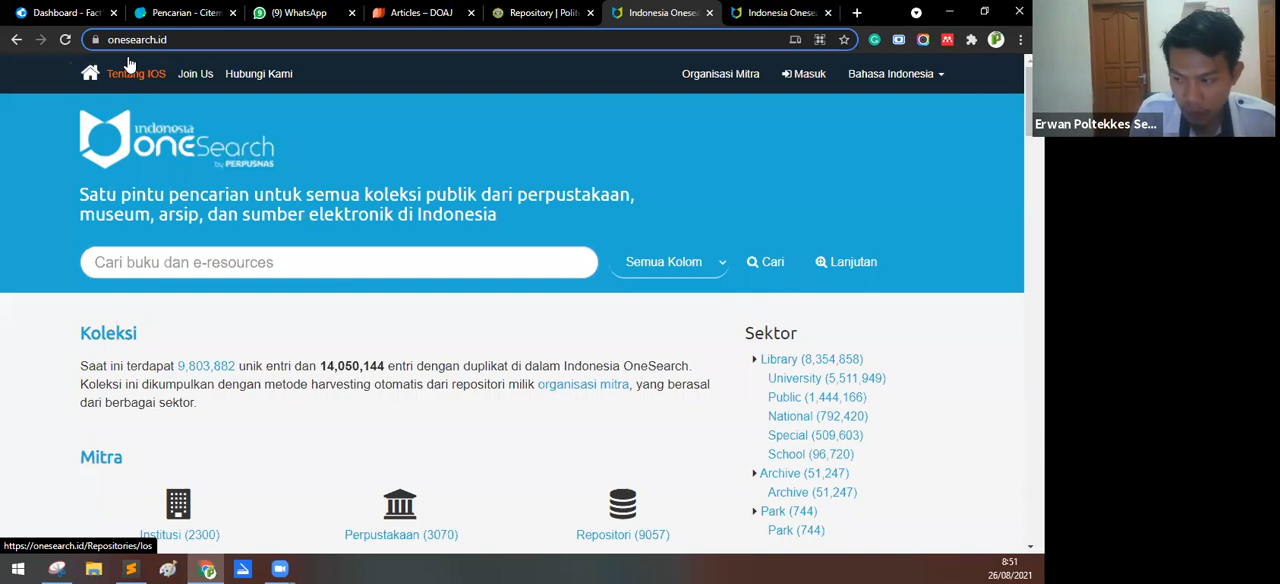 Dashboard - Fact
Pencarian - Citem
(9) WhatsApp
Articles – DOAJ
Repository | Polite
Indonesia Onesea
Indonesia Onese
onesearch.id
Tentang IOS
Join Us
Hubungi Kami
Organisasi Mitra
Masuk
Bahasa Indonesia
Erwan Poltekkes Se...
indonesia
oneSearch
by PERPUSNAS
Satu pintu pencarian untuk semua koleksi publik dari perpustakaan,
museum, arsip, dan sumber elektronik di Indonesia
Cari buku dan e-resources
Semua Kolom
Cari
Lanjutan
Koleksi
Saat ini terdapat 9,803,882 unik entri dan 14,050,144 entri dengan duplikat di dalam Indonesia OneSearch.
Koleksi ini dikumpulkan dengan metode harvesting otomatis dari repositori milik organisasi mitra, yang berasal
dari berbagai sektor.
Sektor
Library (8,354,858)
University (5,511,949)
Public (1,444,166)
National (792,420)
Special (509,603)
School (96,720)
Archive (51,247)
Archive (51,247)
Park (744)
Park (744)
Mitra
Institusi (2300)
Perpustakaan (3070)
Repositori (9057)
https://onesearch.id/Repositories/Ios
8:51
26/08/2021